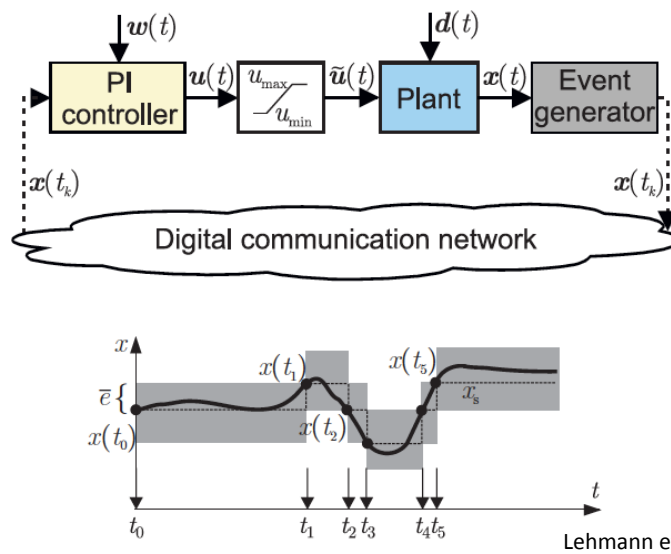 w(t)
d(t)
PI controller
u(t)
u_max
u_min
ũ(t)
Plant
x(t)
Event generator
x(t_k)
x(t_k)
Digital communication network
x
x(t_1)
x(t_5)
e̅ {
x_s
x(t_0)
x(t_2)
t
t_0 t_1 t_2 t_3 t_4 t_5
Lehmann e